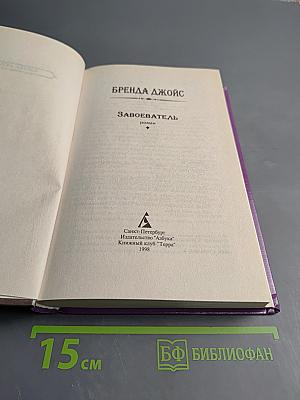 БРЕНДА ДЖОЙС
ЗАВОЕВАТЕЛЬ
роман
Санкт-Петербург
Издательство "Азбука"
Книжный клуб "Терра"
1998
15 см
БФ БИБЛИОФАН